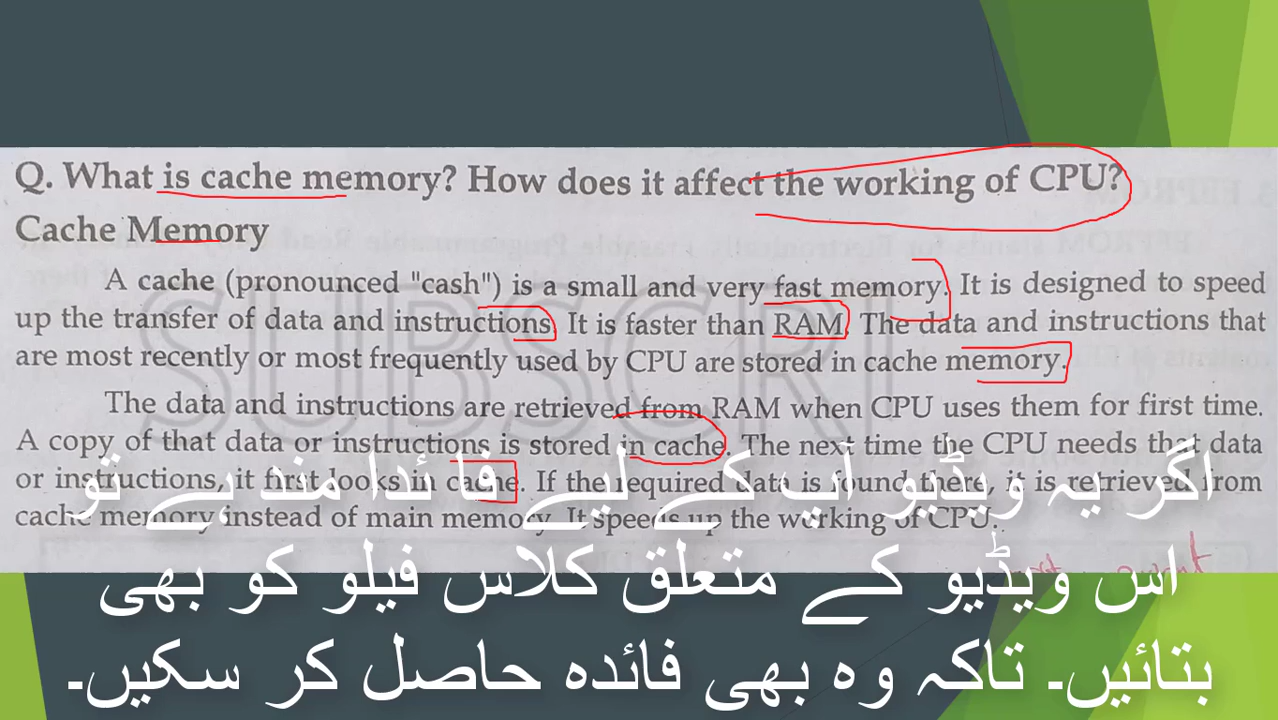 Q. What is cache memory? How does it affect the working of CPU?
Cache Memory
A cache (pronounced "cash") is a small and very fast memory. It is designed to speed
up the transfer of data and instructions. It is faster than RAM. The data and instructions that
are most recently or most frequently used by CPU are stored in cache memory.
The data and instructions are retrieved from RAM when CPU uses them for first time.
A copy of that data or instructions is stored in cache. The next time the CPU needs that data
or instructions, it first looks in cache. If the required data is found there, it is retrieved from
cache memory instead of main memory. It speeds up the working of CPU.
SUBSCRI
اگر یہ ویڈیو آپ کے لیے فائدا مند ہے تو
اس ویڈیو کے متعلق کلاس فیلو کو بھی
بتائیں۔ تاکہ وہ بھی فائدہ حاصل کر سکیں۔